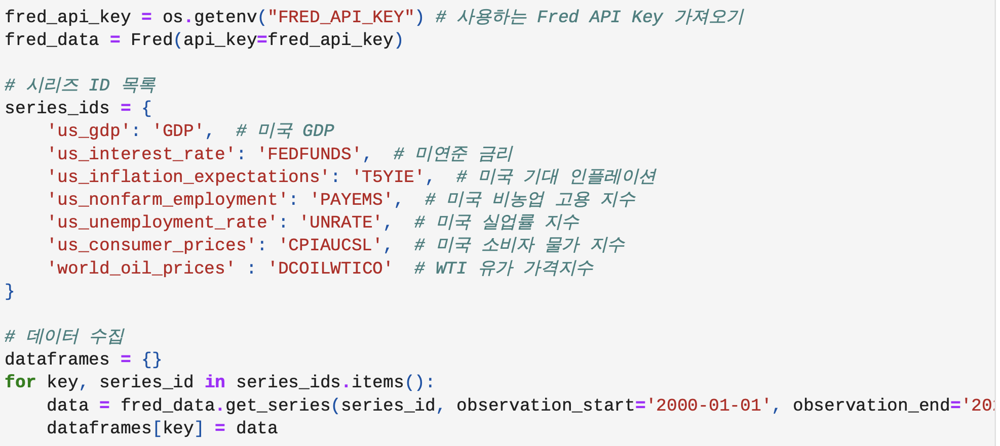 fred_api_key = os.getenv("FRED_API_KEY") # 사용하는 Fred API Key 가져오기
fred_data = Fred(api_key=fred_api_key)
# 시리즈 ID 목록
series_ids = {
    'us_gdp': 'GDP',  # 미국 GDP
    'us_interest_rate': 'FEDFUNDS',  # 미연준 금리
    'us_inflation_expectations': 'T5YIE',  # 미국 기대 인플레이션
    'us_nonfarm_employment': 'PAYEMS',  # 미국 비농업 고용 지수
    'us_unemployment_rate': 'UNRATE',  # 미국 실업률 지수
    'us_consumer_prices': 'CPIAUCSL',  # 미국 소비자 물가 지수
    'world_oil_prices' : 'DCOILWTICO'  # WTI 유가 가격지수
}
# 데이터 수집
dataframes = {}
for key, series_id in series_ids.items():
    data = fred_data.get_series(series_id, observation_start='2000-01-01', observation_end='20
    dataframes[key] = data